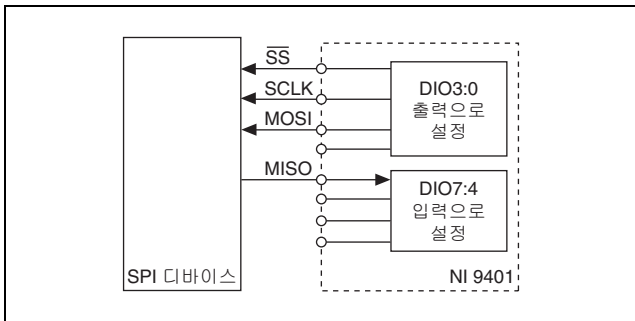 SS
SCLK
MOSI
MISO
DIO3:0
출력으로
설정
DIO7:4
입력으로
설정
SPI 디바이스
NI 9401